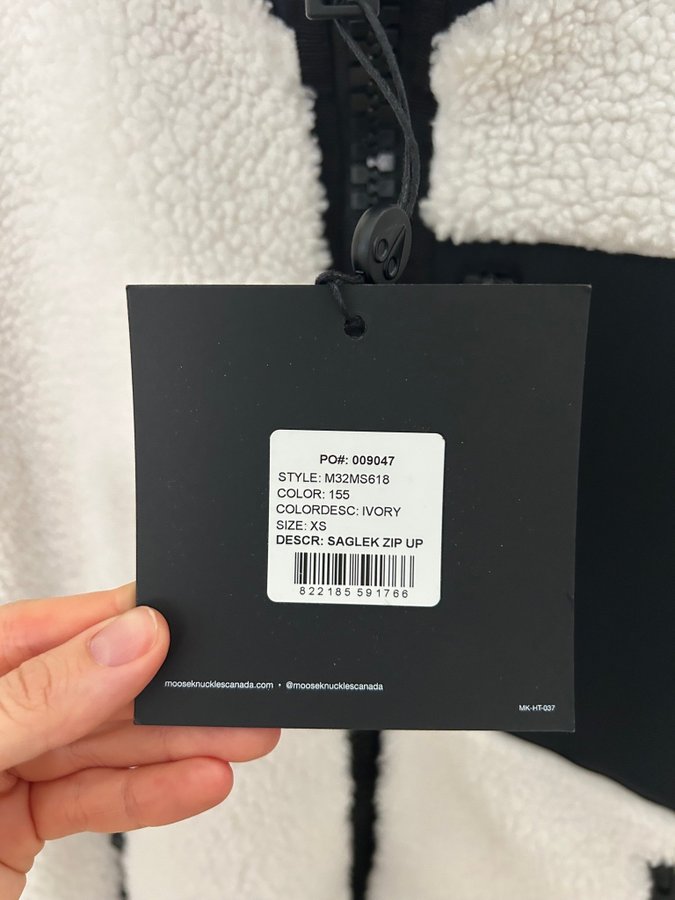 PO#: 009047
STYLE: M32MS618
COLOR: 155
COLORDESC: IVORY
SIZE: XS
DESCR: SAGLEK ZIP UP
822185 591766
mooseknucklescanada.com • @mooseknucklescanada
MK-HT-037